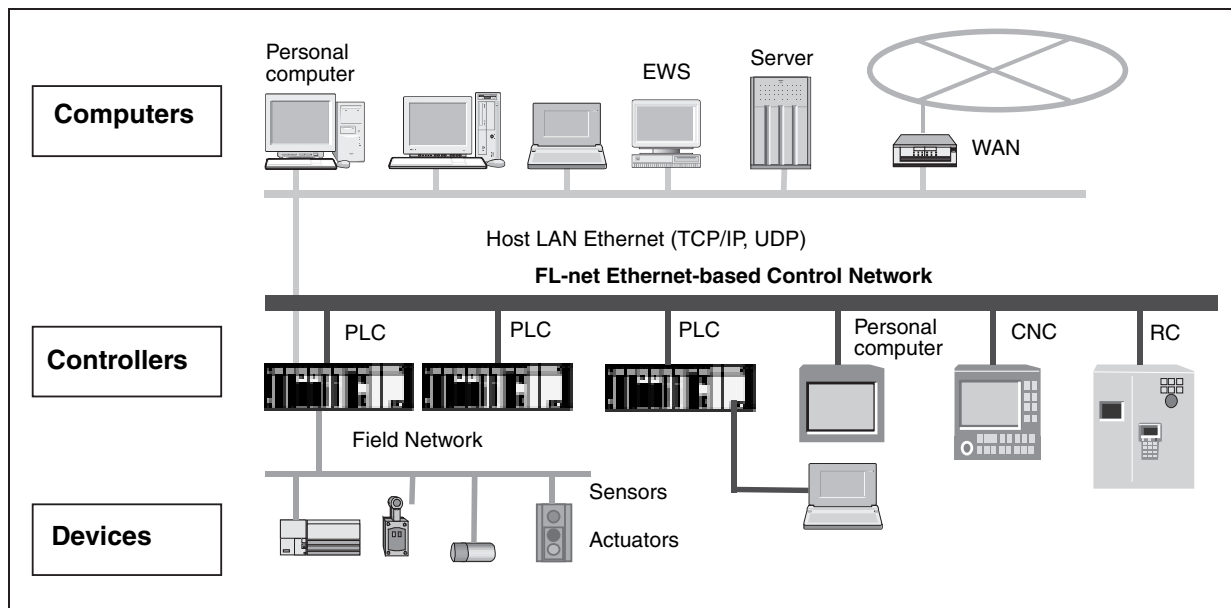 Computers
Personal
computer
EWS
Server
WAN
Host LAN Ethernet (TCP/IP, UDP)
FL-net Ethernet-based Control Network
Controllers
PLC
PLC
PLC
Personal
computer
CNC
RC
Field Network
Devices
Sensors
Actuators